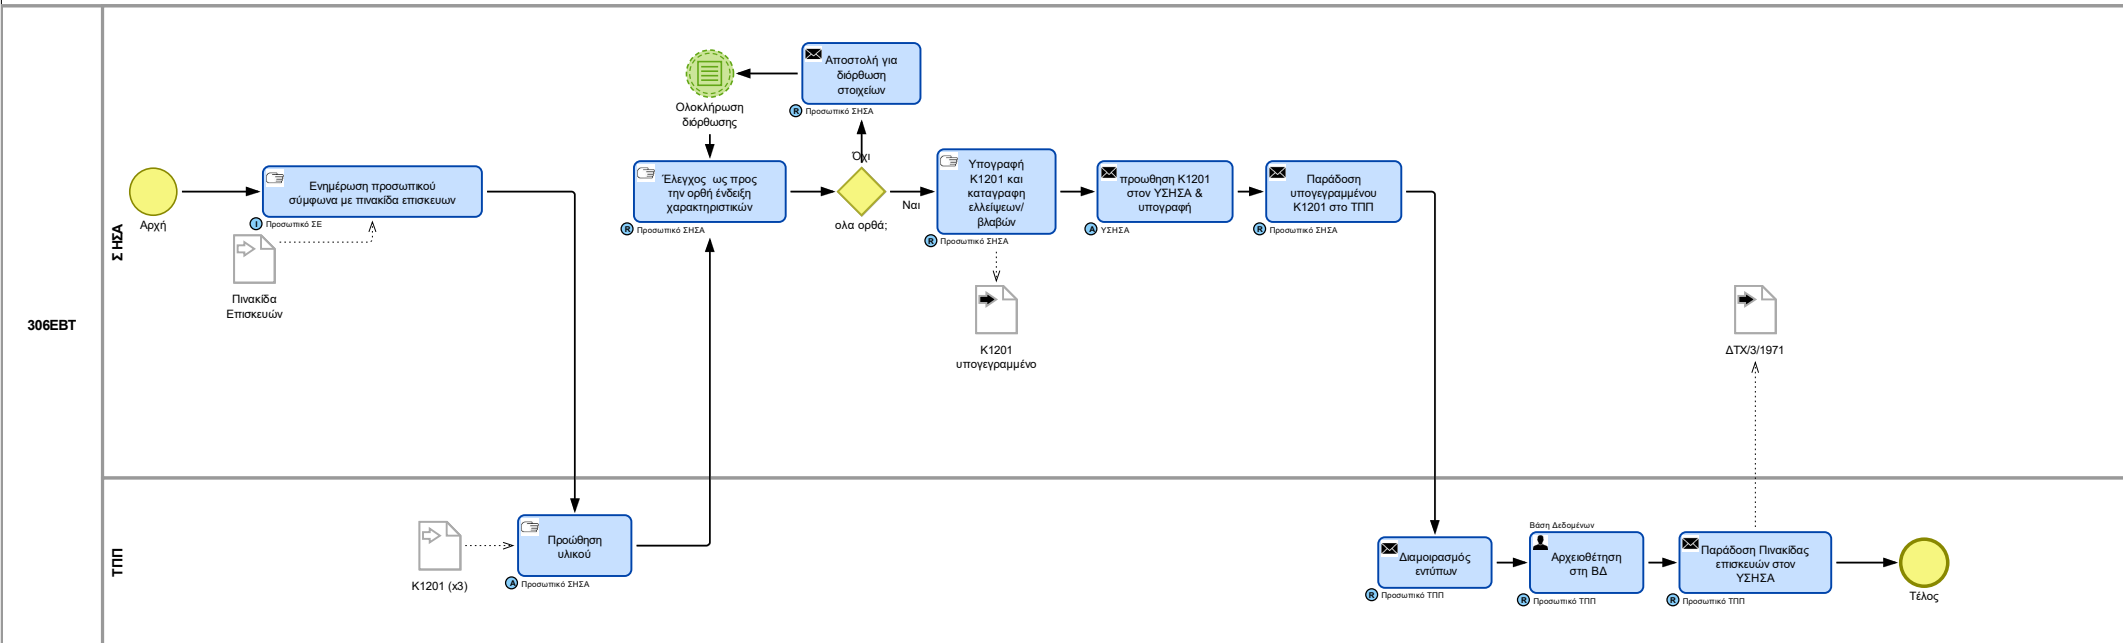 306ΕΒΤ
Σ ΗΣΑ
ΤΠΠ
Αρχή
Ενημέρωση προσωπικού
σύμφωνα με πινακίδα επισκευων
I Προσωπικό ΣΕ
Πινακίδα
Επισκευών
Ολοκλήρωση
διόρθωσης
Αποστολή για
διόρθωση
στοιχείων
R Προσωπικό ΣΗΣΑ
Έλεγχος ως προς
την ορθή ένδειξη
χαρακτηριστικών
R Προσωπικό ΣΗΣΑ
Όχι
Ναι
ολα ορθά;
Υπογραφή
Κ1201 και
καταγραφη
ελλείψεων/
βλαβών
R Προσωπικό ΣΗΣΑ
Κ1201
υπογεγραμμένο
προωθηση Κ1201
στον ΥΣΗΣΑ &
υπογραφή
A ΥΣΗΣΑ
Παράδοση
υπογεγραμμένου
Κ1201 στο ΤΠΠ
R Προσωπικό ΣΗΣΑ
ΔΤΧ/3/1971
Κ1201 (x3)
Προώθηση
υλικού
A Προσωπικό ΣΗΣΑ
Διαμοιρασμός
εντύπων
R Προσωπικό ΤΠΠ
Βάση Δεδομένων
Αρχειοθέτηση
στη ΒΔ
R Προσωπικό ΤΠΠ
Παράδοση Πινακίδας
επισκευών στον
ΥΣΗΣΑ
R Προσωπικό ΤΠΠ
Τέλος